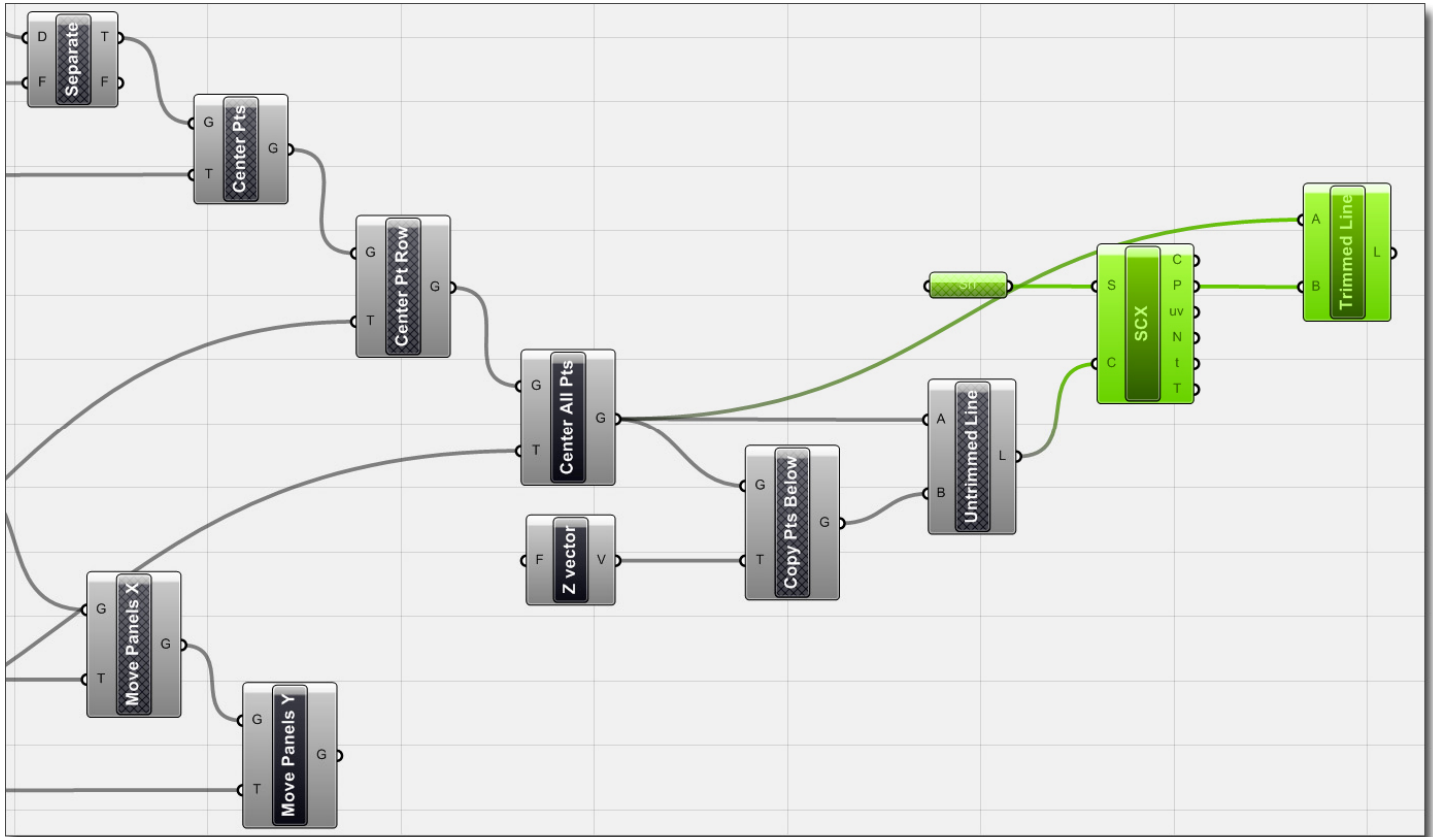 D
Separate
T
F
F
G
Center Pts
G
T
G
Center Pt Row
G
T
G
Center All Pts
G
T
F
Z vector
V
G
Copy Pts Below
G
T
A
Untrimmed Line
L
B
Srf
S
SCX
C
P
uv
N
t
T
C
A
Trimmed Line
L
B
G
Move Panels X
G
T
G
Move Panels Y
G
T